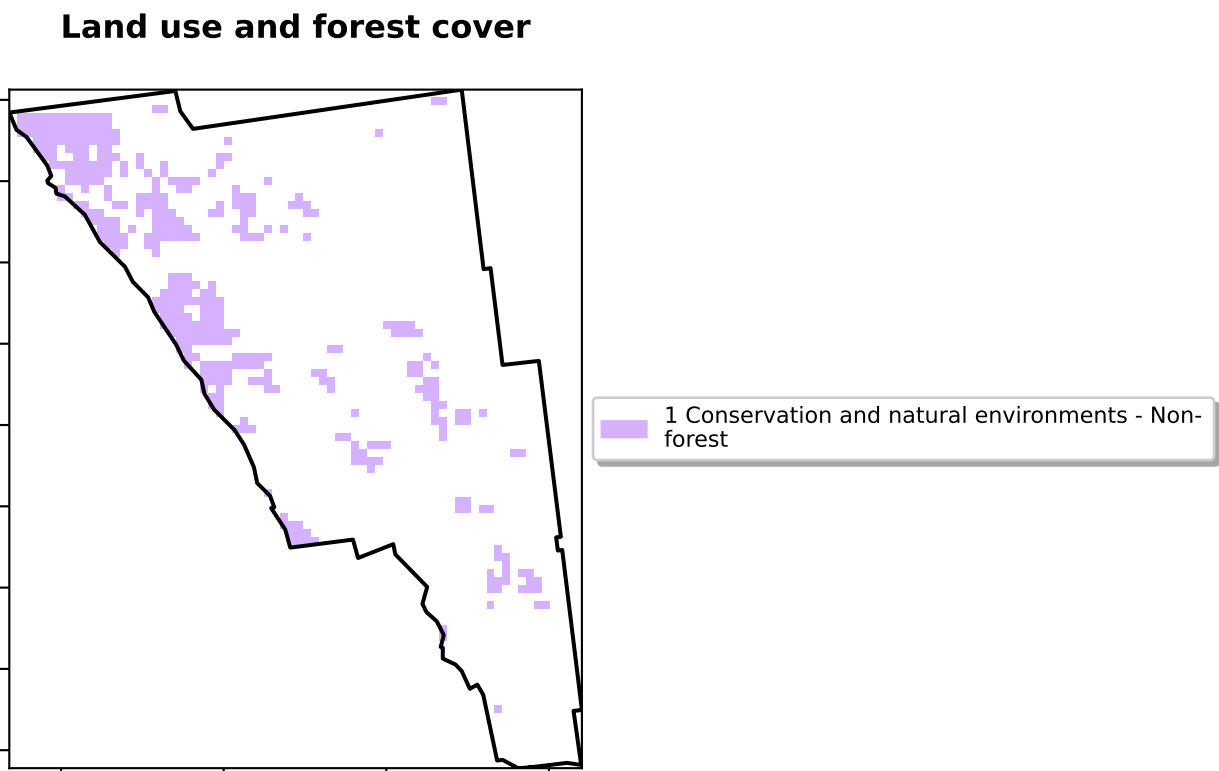 Land use and forest cover
1 Conservation and natural environments - Non-
forest